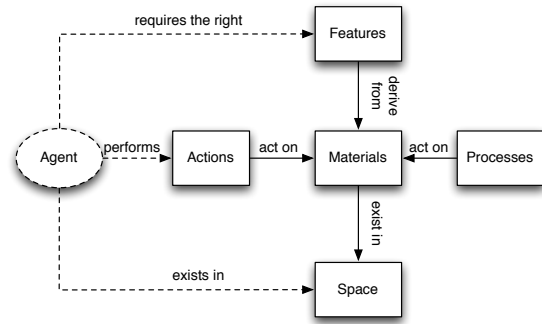 requires the right
Features
derive
from
Agent
performs
Actions
act on
Materials
act on
Processes
exist in
exists in
Space